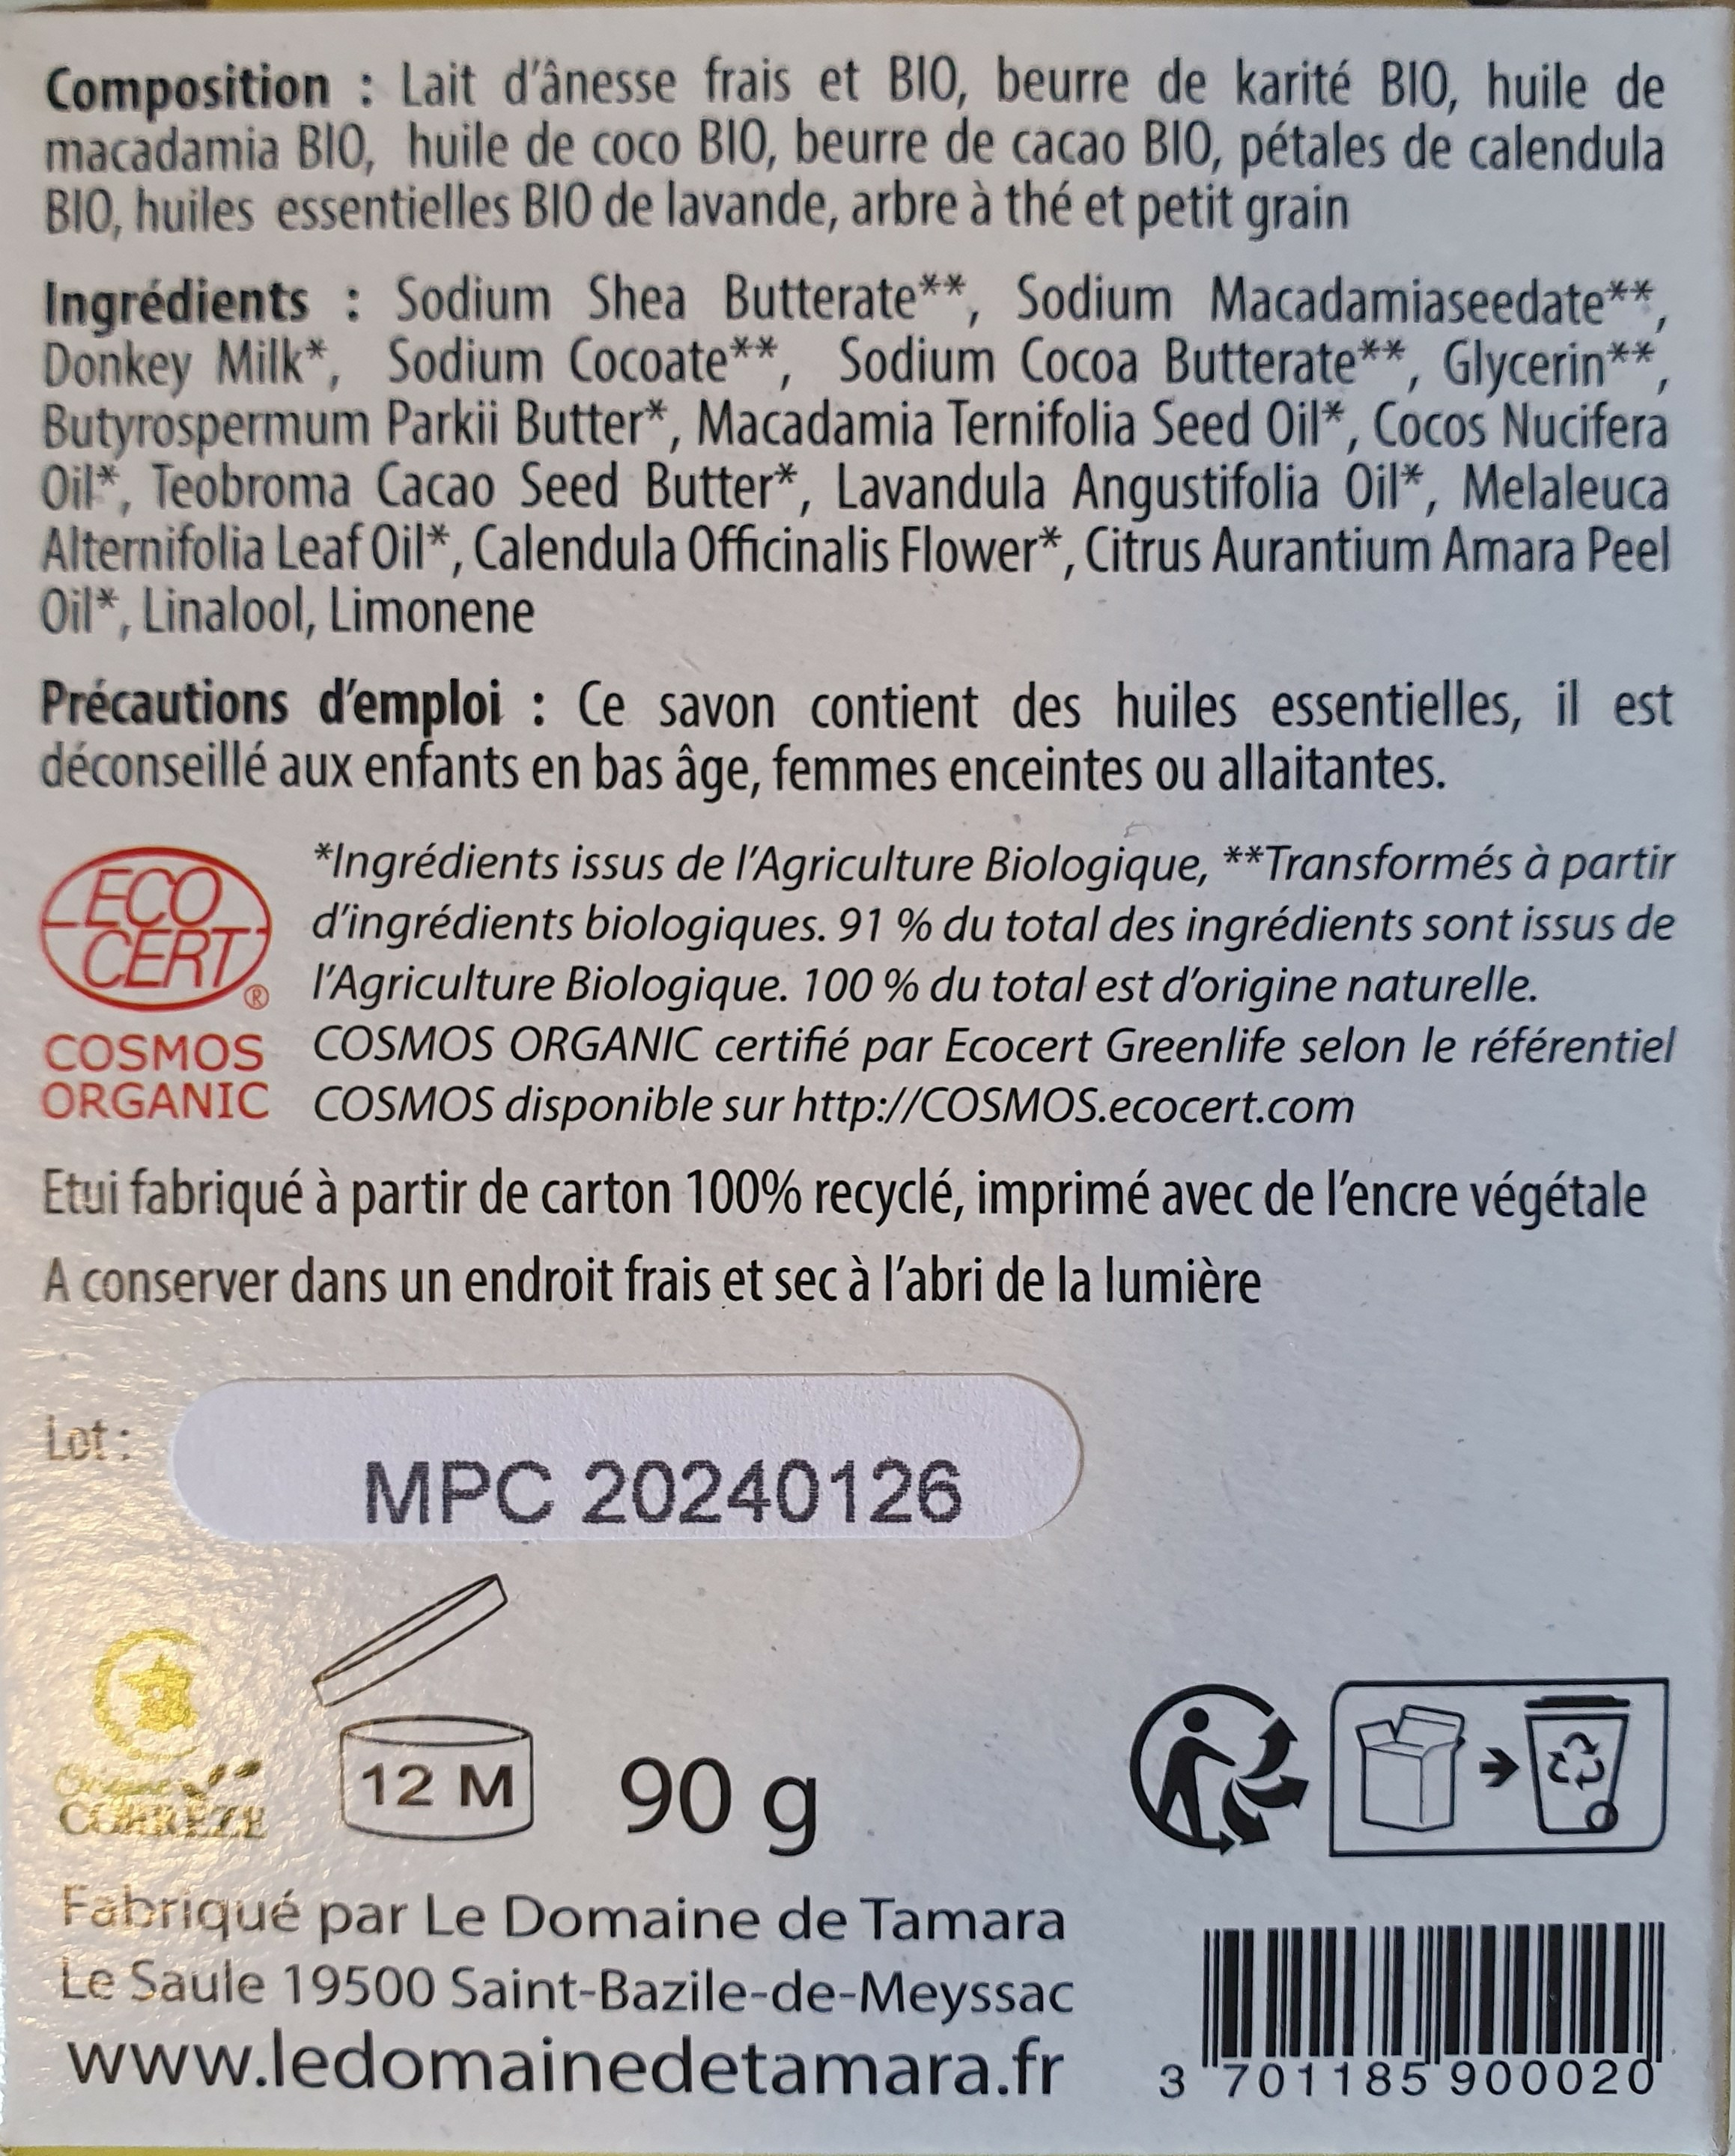 Composition : Lait d'ânesse frais et BIO, beurre de karité BIO, huile de
macadamia BIO, huile de coco BIO, beurre de cacao BIO, pétales de calendula
BIO, huiles essentielles BIO de lavande, arbre à thé et petit grain
Ingrédients : Sodium Shea Butterate**, Sodium Macadamiaseedate**,
Donkey Milk*, Sodium Cocoate**, Sodium Cocoa Butterate**, Glycerin**,
Butyrospermum Parkii Butter*, Macadamia Ternifolia Seed Oil*, Cocos Nucifera
Oil*, Teobroma Cacao Seed Butter*, Lavandula Angustifolia Oil*, Melaleuca
Alternifolia Leaf Oil*, Calendula Officinalis Flower*, Citrus Aurantium Amara Peel
Oil*, Linalool, Limonene
Précautions d'emploi : Ce savon contient des huiles essentielles, il est
déconseillé aux enfants en bas âge, femmes enceintes ou allaitantes.
ECO
CERT
®
COSMOS
ORGANIC
*Ingrédients issus de l'Agriculture Biologique, **Transformés à partir
d'ingrédients biologiques. 91 % du total des ingrédients sont issus de
l'Agriculture Biologique. 100 % du total est d'origine naturelle.
COSMOS ORGANIC certifié par Ecocert Greenlife selon le référentiel
COSMOS disponible sur http://COSMOS.ecocert.com
Etui fabriqué à partir de carton 100% recyclé, imprimé avec de l'encre végétale
A conserver dans un endroit frais et sec à l'abri de la lumière
Lot :
MPC 20240126
Origine
CORRÈZE
12 M
90 g
Fabriqué par Le Domaine de Tamara
Le Saule 19500 Saint-Bazile-de-Meyssac
www.ledomainedetamara.fr
3 701185 900020